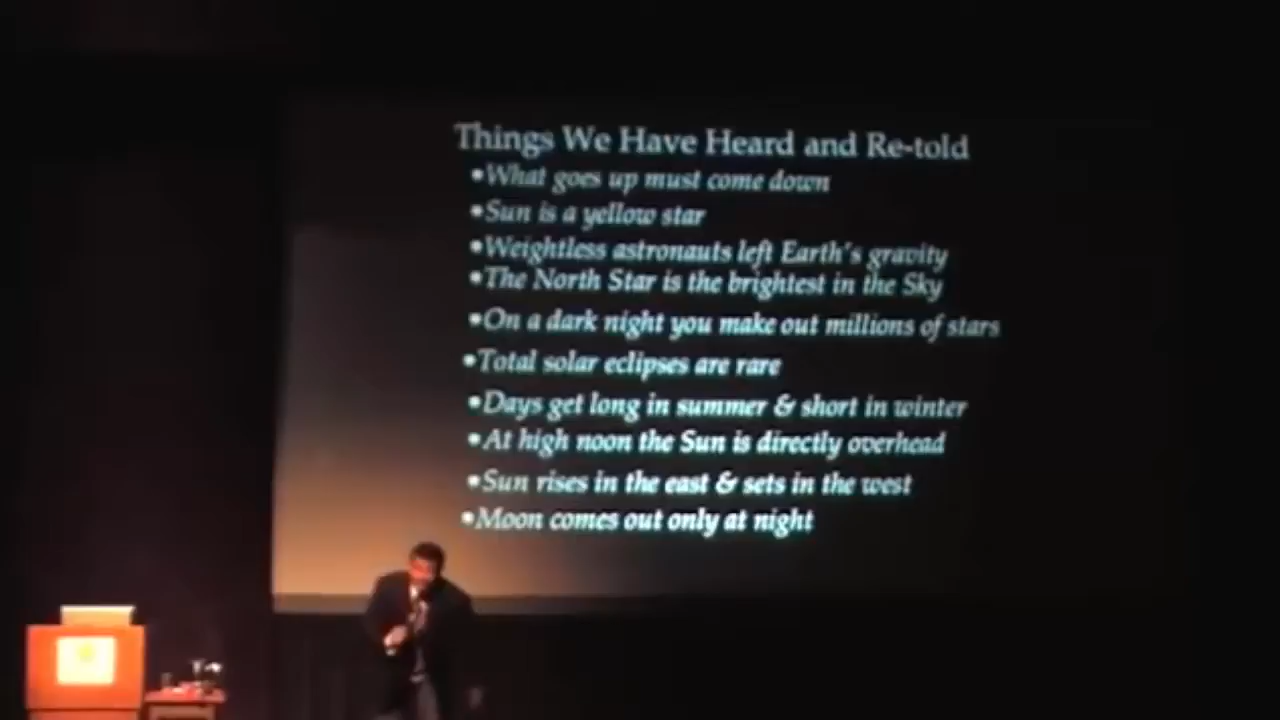 Things We Have Heard and Re-told
•What goes up must come down
•Sun is a yellow star
•Weightless astronauts left Earth's gravity
•The North Star is the brightest in the Sky
•On a dark night you make out millions of stars
•Total solar eclipses are rare
•Days get long in summer & short in winter
•At high noon the Sun is directly overhead
•Sun rises in the east & sets in the west
•Moon comes out only at night